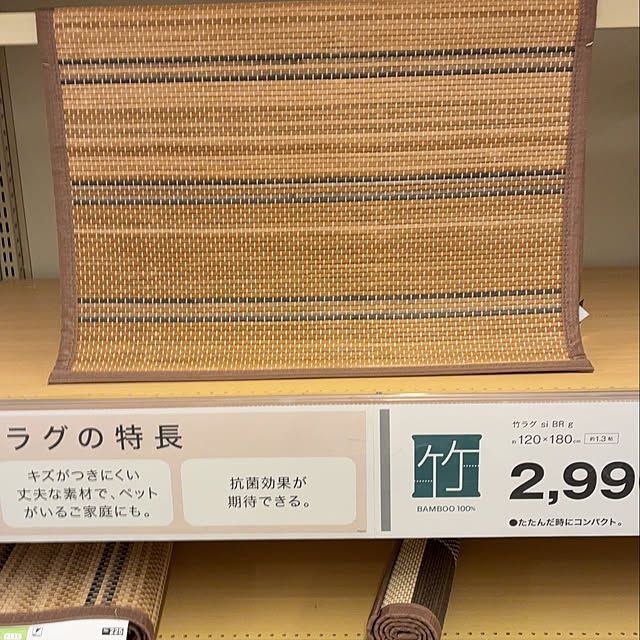 ラグの特長
キズがつきにくい
丈夫な素材で、ペット
がいるご家庭にも。
抗菌効果が
期待できる。
竹
BAMBOO 100%
竹ラグ si BR g
約120×180cm 約1.3帖
2,99
●たたんだ時にコンパクト。